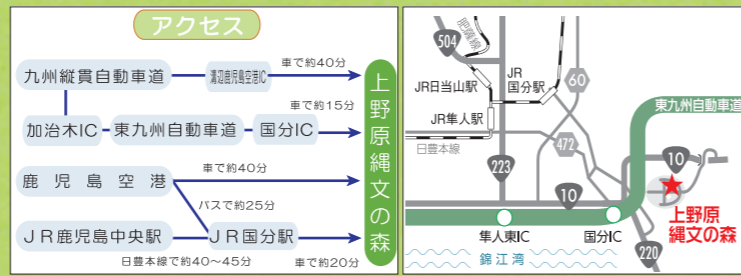 アクセス
車で約40分
九州縦貫自動車道
溝辺鹿児島空港IC
車で約15分
加治木IC
東九州自動車道
国分IC
車で約40分
鹿児島空港
バスで約25分
JR鹿児島中央駅
JR国分駅
日豊本線で約40~45分
車で約20分
上野原縄文の森
504
肥薩線
JR日当山駅
JR
国分駅
60
東九州自動車道
JR隼人駅
日豊本線
472
223
10
10
上野原
縄文の森
隼人東IC
国分IC
220
錦江湾